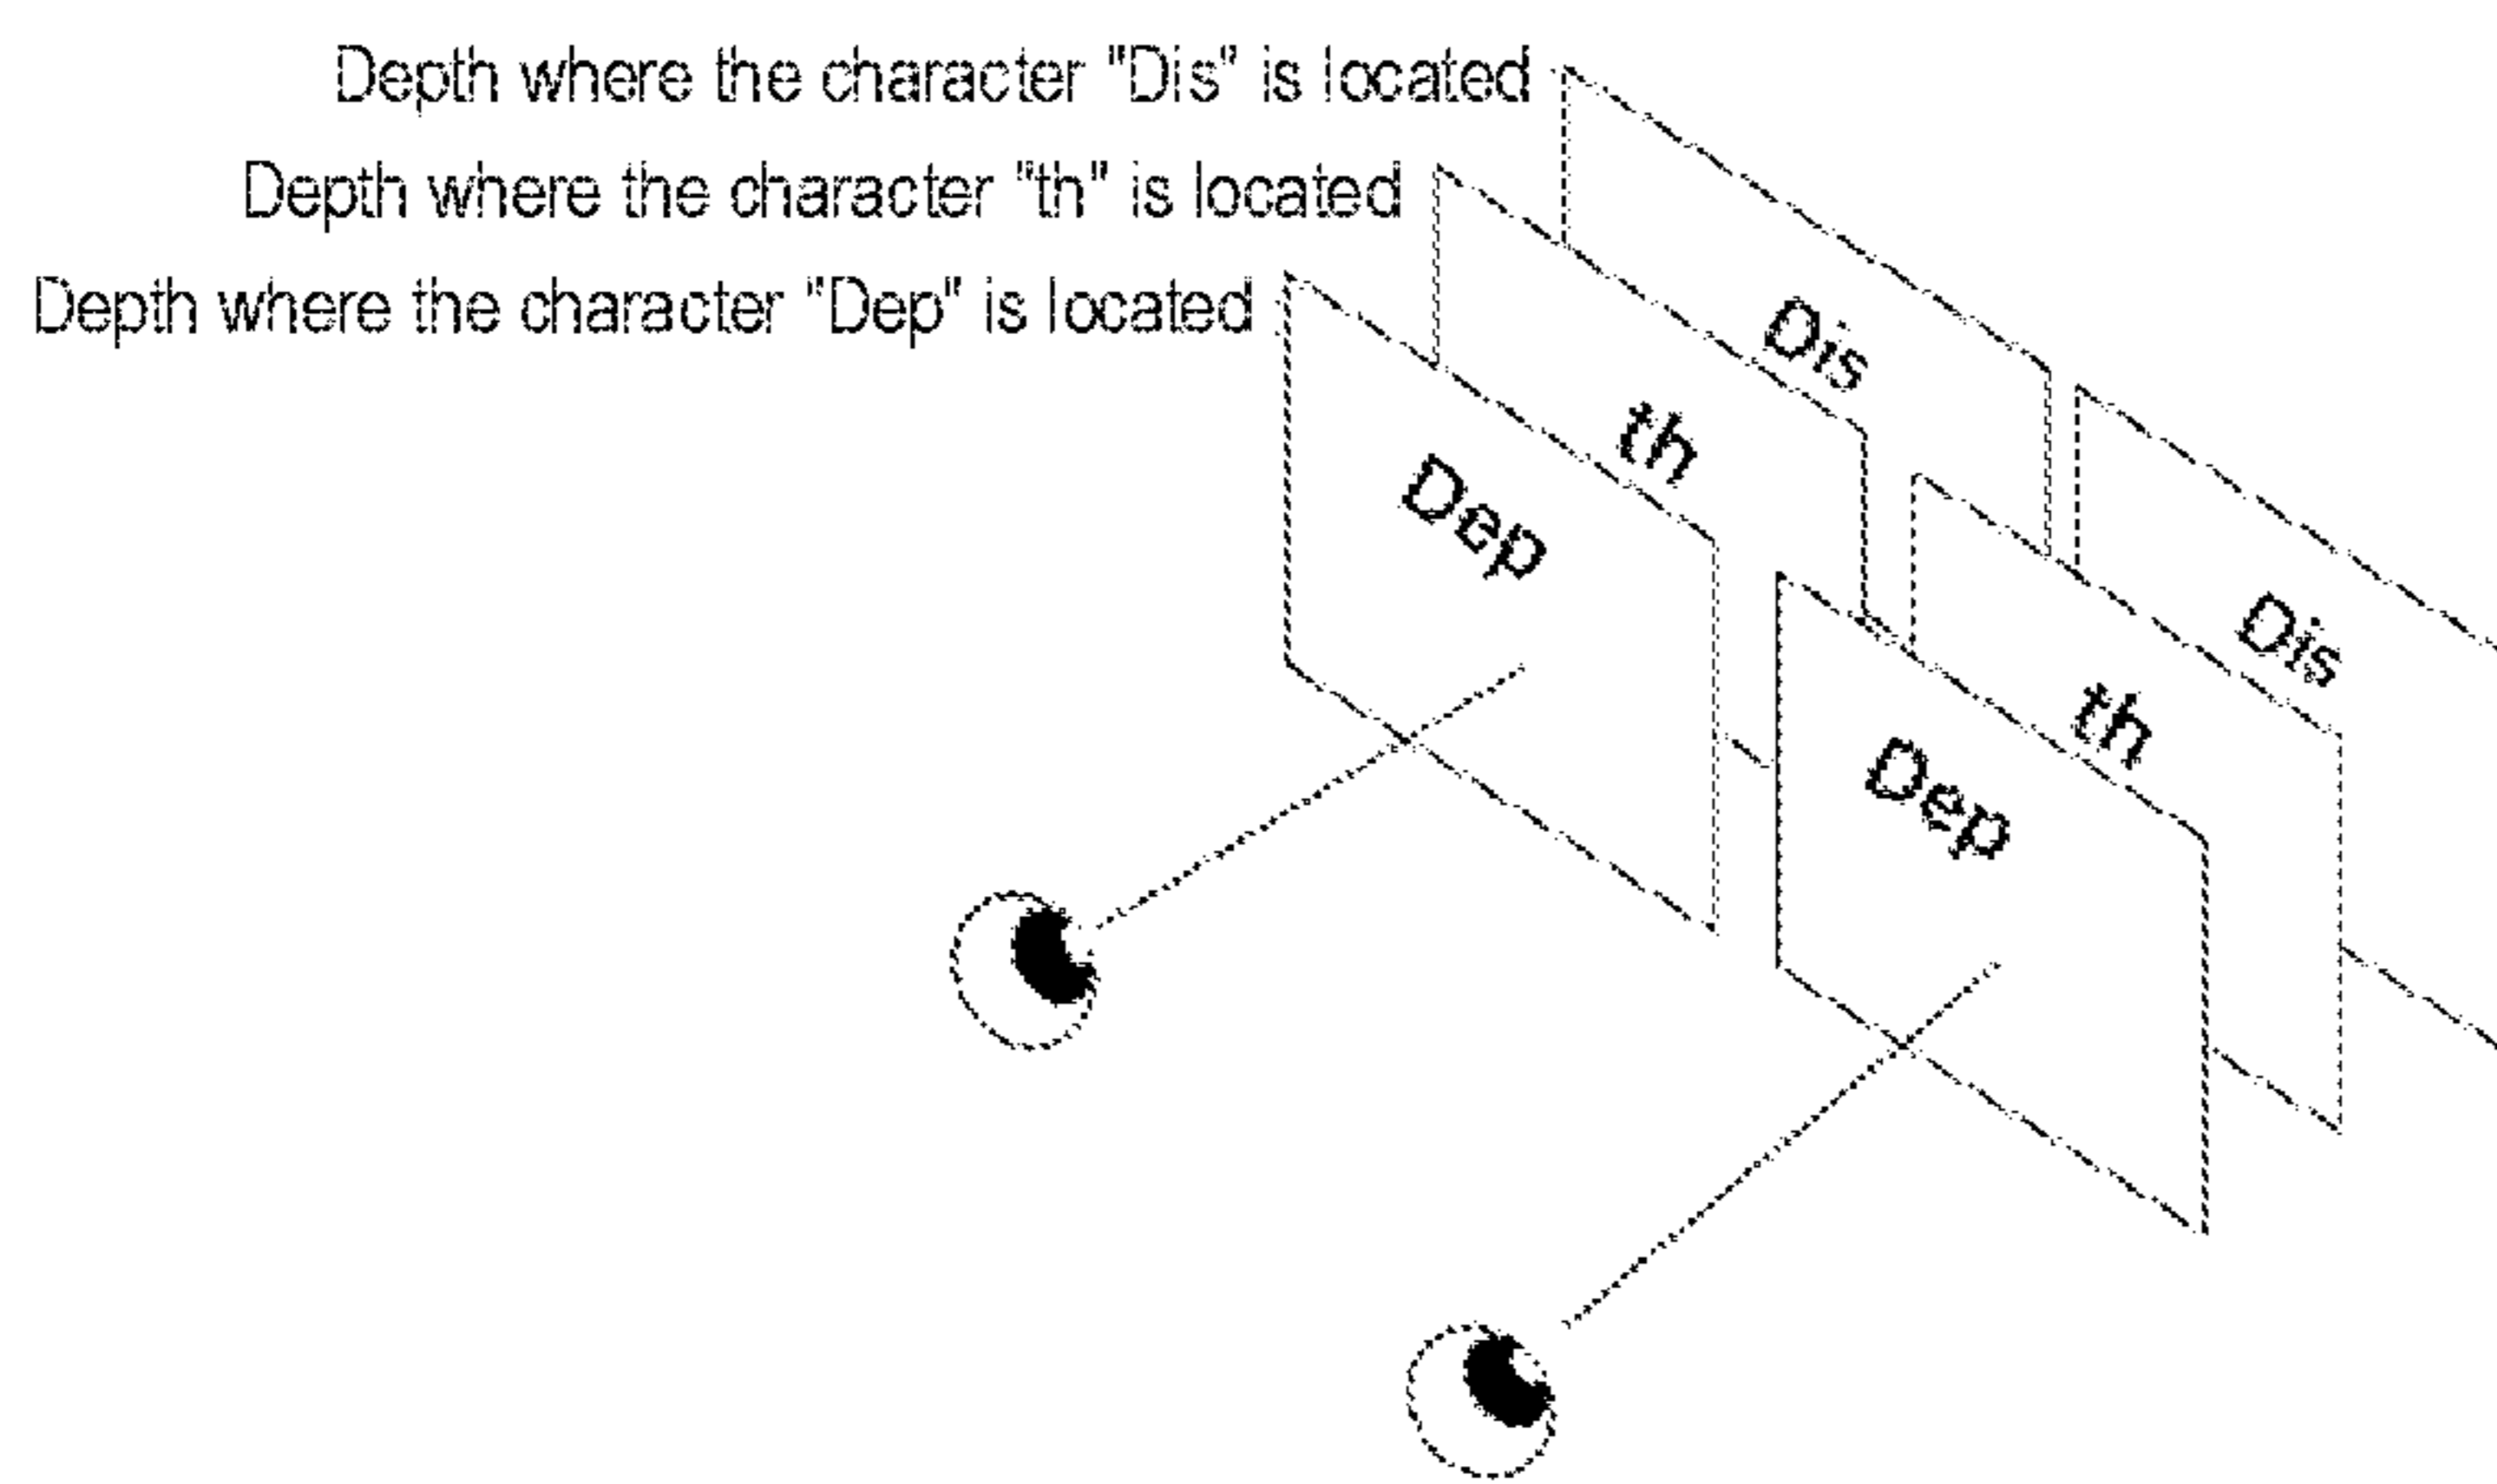 Depth where the character "Dis" is located
Depth where the character "th" is located
Depth where the character "Dep" is located
Dis
th
Dep
Dis
th
Dep